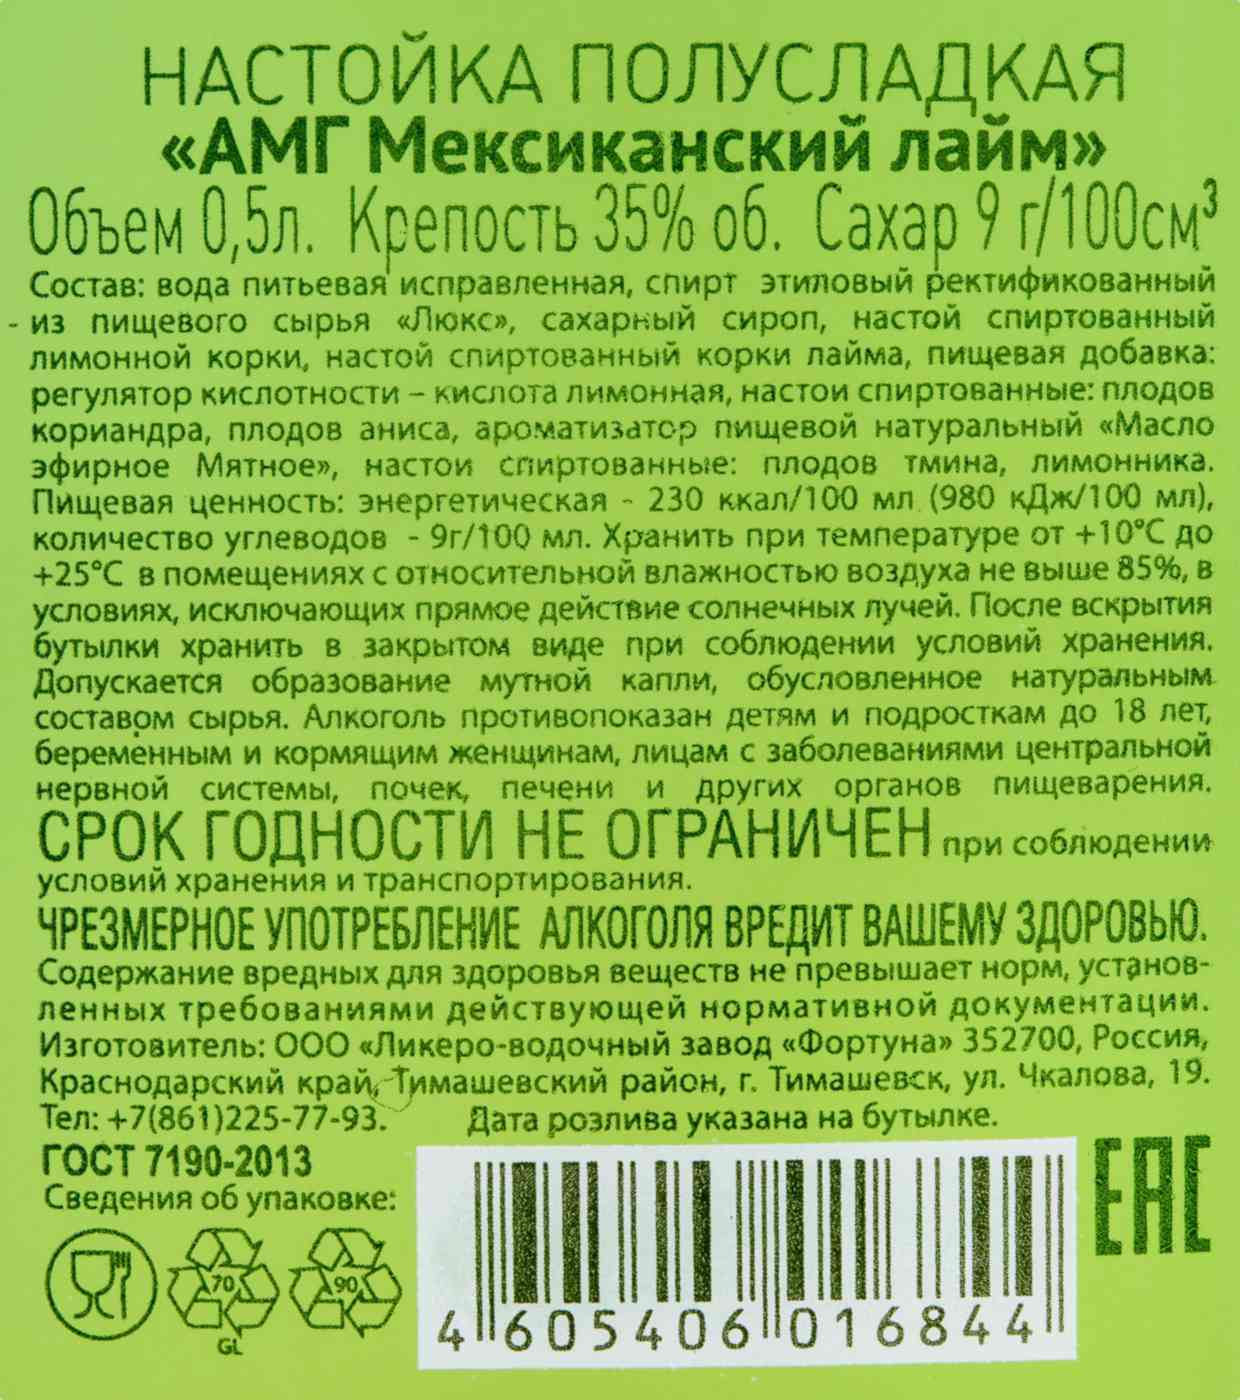 НАСТОЙКА ПОЛУСЛАДКАЯ
«АМГ Мексиканский лайм»
Объем 0,5л. Крепость 35% об. Сахар 9 г/100см³
Состав: вода питьевая исправленная, спирт этиловый ректификованный
- из пищевого сырья «Люкс», сахарный сироп, настой спиртованный
лимонной корки, настой спиртованный корки лайма, пищевая добавка:
регулятор кислотности – кислота лимонная, настои спиртованные: плодов
кориандра, плодов аниса, ароматизатор пищевой натуральный «Масло
эфирное Мятное», настои спиртованные: плодов тмина, лимонника.
Пищевая ценность: энергетическая - 230 ккал/100 мл (980 кДж/100 мл),
количество углеводов - 9г/100 мл. Хранить при температуре от +10°С до
+25°С в помещениях с относительной влажностью воздуха не выше 85%, в
условиях, исключающих прямое действие солнечных лучей. После вскрытия
бутылки хранить в закрытом виде при соблюдении условий хранения.
Допускается образование мутной капли, обусловленное натуральным
составом сырья. Алкоголь противопоказан детям и подросткам до 18 лет,
беременным и кормящим женщинам, лицам с заболеваниями центральной
нервной системы, почек, печени и других органов пищеварения.
СРОК ГОДНОСТИ НЕ ОГРАНИЧЕН при соблюдении
условий хранения и транспортирования.
ЧРЕЗМЕРНОЕ УПОТРЕБЛЕНИЕ АЛКОГОЛЯ ВРЕДИТ ВАШЕМУ ЗДОРОВЬЮ.
Содержание вредных для здоровья веществ не превышает норм, установ-
ленных требованиями действующей нормативной документации.
Изготовитель: ООО «Ликеро-водочный завод «Фортуна» 352700, Россия,
Краснодарский край, Тимашевский район, г. Тимашевск, ул. Чкалова, 19.
Тел: +7(861)225-77-93. Дата розлива указана на бутылке.
ГОСТ 7190-2013
Сведения об упаковке:
70
GL
90
4 605406 016844
ЕАС